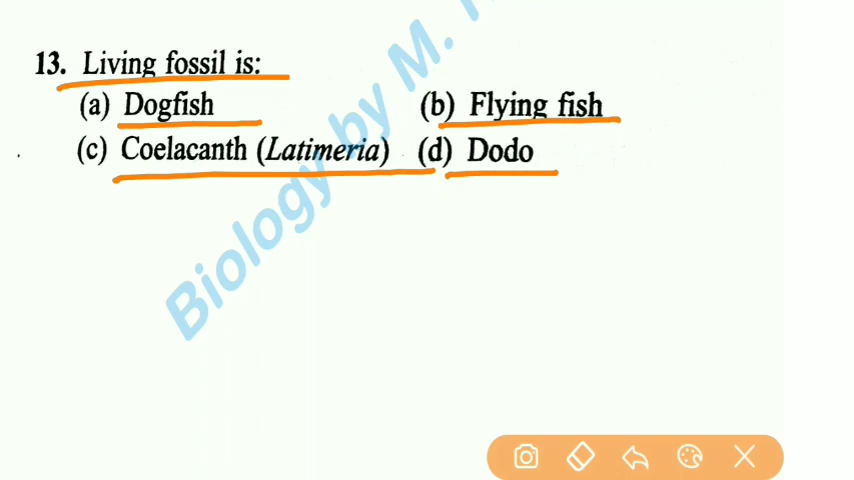 13. Living fossil is:
(a) Dogfish (b) Flying fish
(c) Coelacanth (Latimeria) (d) Dodo
Biology by M.